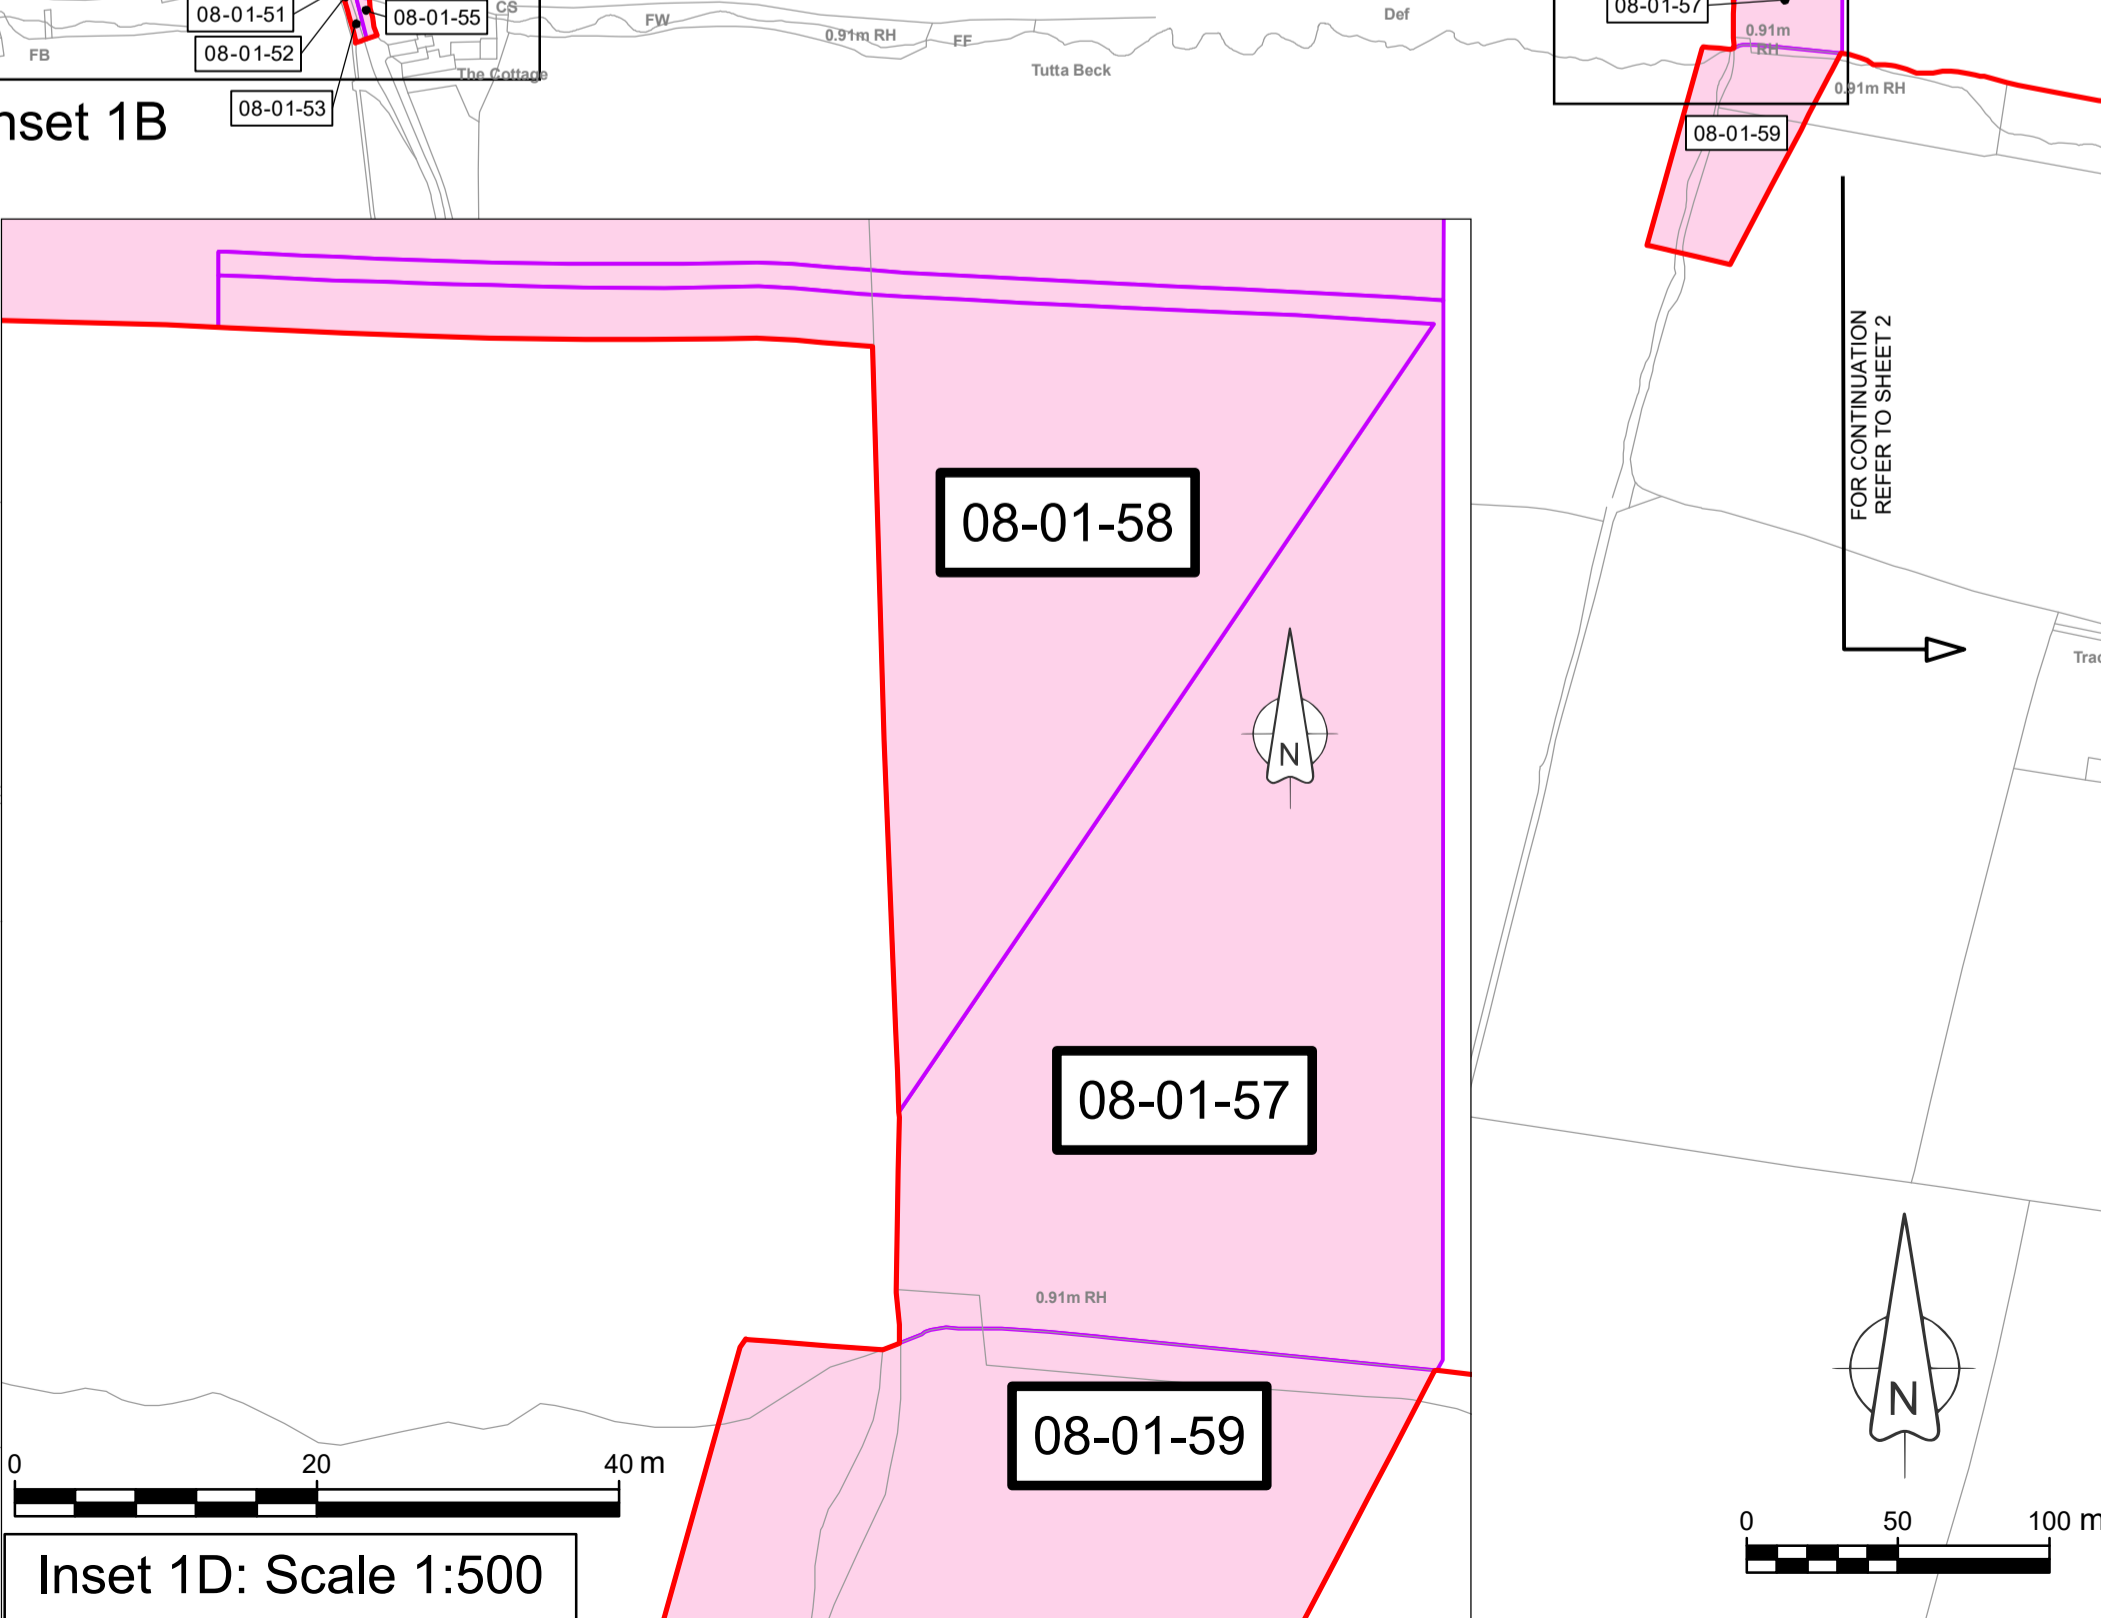 08-01-51
08-01-55
CS
FW
Def
08-01-57
FB
08-01-52
0.91m RH
FF
0.91m
RH
The Cottage
Tutta Beck
0.91m RH
08-01-53
nset 1B
08-01-59
FOR CONTINUATION
REFER TO SHEET 2
08-01-58
Trac
N
08-01-57
0.91m RH
N
08-01-59
0 20 40 m
0 50 100 m
Inset 1D: Scale 1:500